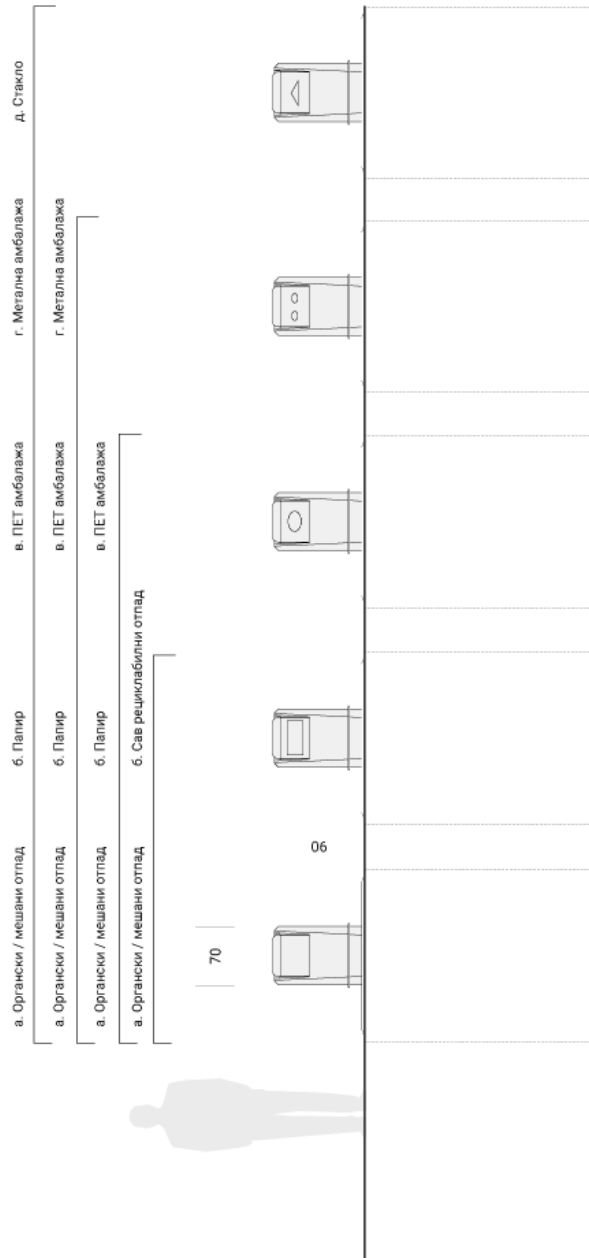 а. Органски / мешани отпад б. Папир в. ПЕТ амбалажа г. Метална амбалажа д. Стакло
а. Органски / мешани отпад б. Папир в. ПЕТ амбалажа г. Метална амбалажа
а. Органски / мешани отпад б. Папир в. ПЕТ амбалажа
а. Органски / мешани отпад б. Сав рециклабилни отпад
70
90